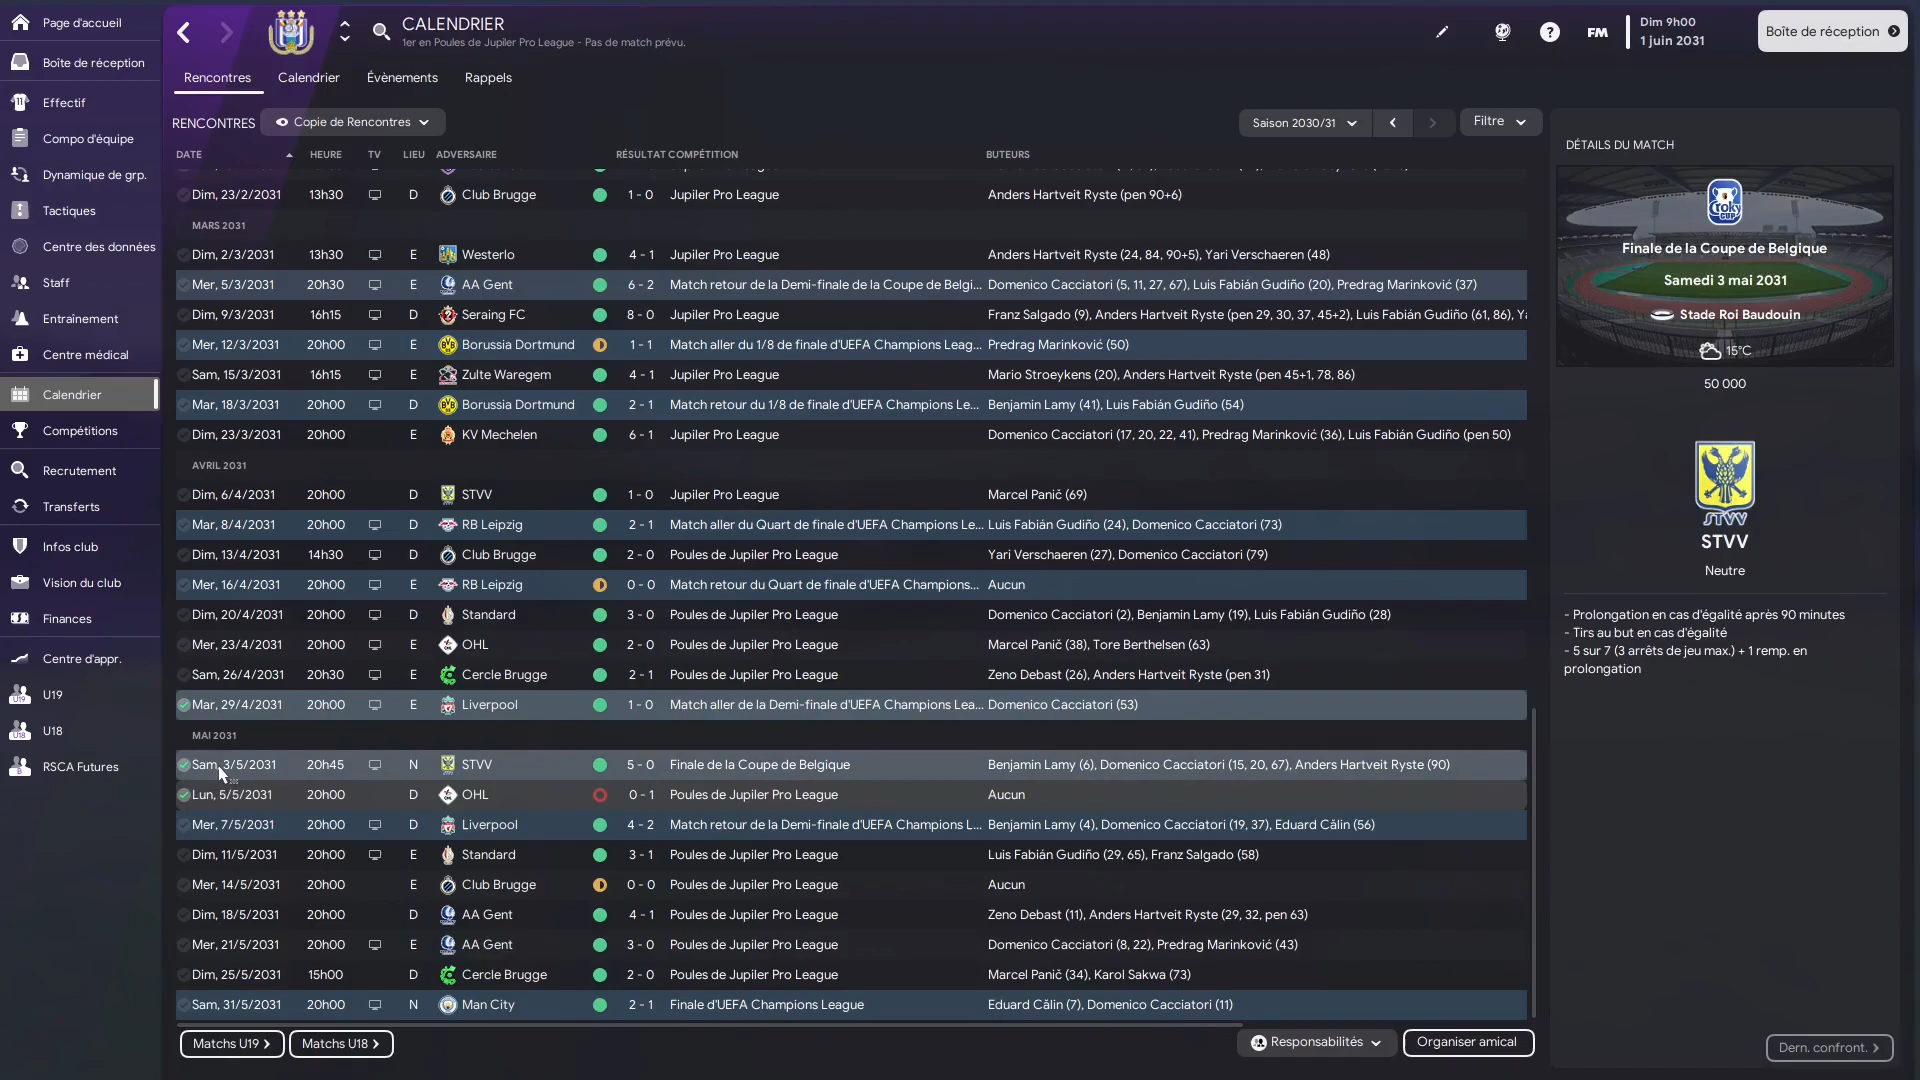 Page d'accueil
Boîte de réception
Effectif
Compo d'équipe
Dynamique de grp.
Tactiques
Centre des données
Staff
Entraînement
Centre médical
Calendrier
Compétitions
Recrutement
Transferts
Infos club
Vision du club
Finances
Centre d'appr.
U19
U18
RSCA Futures
CALENDRIER
1er en Poules de Jupiler Pro League - Pas de match prévu.
FM
Dim 9h00
1 juin 2031
Boîte de réception
Rencontres Calendrier Évènements Rappels
RENCONTRES Copie de Rencontres Saison 2030/31 Filtre
DATE HEURE TV LIEU ADVERSAIRE RÉSULTAT COMPÉTITION BUTEURS
Dim, 23/2/2031 13h30 D Club Brugge 1 - 0 Jupiler Pro League Anders Hartveit Ryste (pen 90+6)
MARS 2031
Dim, 2/3/2031 13h30 E Westerlo 4 - 1 Jupiler Pro League Anders Hartveit Ryste (24, 84, 90+5), Yari Verschaeren (48)
Mer, 5/3/2031 20h30 E AA Gent 6 - 2 Match retour de la Demi-finale de la Coupe de Belgi... Domenico Cacciatori (5, 11, 27, 67), Luis Fabián Gudiño (20), Predrag Marinković (37)
Dim, 9/3/2031 16h15 D Seraing FC 8 - 0 Jupiler Pro League Franz Salgado (9), Anders Hartveit Ryste (pen 29, 30, 37, 45+2), Luis Fabián Gudiño (61, 86), Ya
Mer, 12/3/2031 20h00 E Borussia Dortmund 1 - 1 Match aller du 1/8 de finale d'UEFA Champions Leag... Predrag Marinković (50)
Sam, 15/3/2031 16h15 E Zulte Waregem 4 - 1 Jupiler Pro League Mario Stroeykens (20), Anders Hartveit Ryste (pen 45+1, 78, 86)
Mar, 18/3/2031 20h00 D Borussia Dortmund 2 - 1 Match retour du 1/8 de finale d'UEFA Champions Le... Benjamin Lamy (41), Luis Fabián Gudiño (54)
Dim, 23/3/2031 20h00 E KV Mechelen 6 - 1 Jupiler Pro League Domenico Cacciatori (17, 20, 22, 41), Predrag Marinković (36), Luis Fabián Gudiño (pen 50)
AVRIL 2031
Dim, 6/4/2031 20h00 D STVV 1 - 0 Jupiler Pro League Marcel Panič (69)
Mar, 8/4/2031 20h00 D RB Leipzig 2 - 1 Match aller du Quart de finale d'UEFA Champions Le... Luis Fabián Gudiño (24), Domenico Cacciatori (73)
Dim, 13/4/2031 14h30 D Club Brugge 2 - 0 Poules de Jupiler Pro League Yari Verschaeren (27), Domenico Cacciatori (79)
Mer, 16/4/2031 20h00 E RB Leipzig 0 - 0 Match retour du Quart de finale d'UEFA Champions... Aucun
Dim, 20/4/2031 20h00 D Standard 3 - 0 Poules de Jupiler Pro League Domenico Cacciatori (2), Benjamin Lamy (19), Luis Fabián Gudiño (28)
Mer, 23/4/2031 20h00 E OHL 2 - 0 Poules de Jupiler Pro League Marcel Panič (38), Tore Berthelsen (63)
Sam, 26/4/2031 20h30 E Cercle Brugge 2 - 1 Poules de Jupiler Pro League Zeno Debast (26), Anders Hartveit Ryste (pen 31)
Mar, 29/4/2031 20h00 E Liverpool 1 - 0 Match aller de la Demi-finale d'UEFA Champions Lea... Domenico Cacciatori (53)
MAI 2031
Sam, 3/5/2031 20h45 N STVV 5 - 0 Finale de la Coupe de Belgique Benjamin Lamy (6), Domenico Cacciatori (15, 20, 67), Anders Hartveit Ryste (90)
Lun, 5/5/2031 20h00 D OHL 0 - 1 Poules de Jupiler Pro League Aucun
Mer, 7/5/2031 20h00 D Liverpool 4 - 2 Match retour de la Demi-finale d'UEFA Champions L... Benjamin Lamy (4), Domenico Cacciatori (19, 37), Eduard Călin (56)
Dim, 11/5/2031 20h00 E Standard 3 - 1 Poules de Jupiler Pro League Luis Fabián Gudiño (29, 65), Franz Salgado (58)
Mer, 14/5/2031 20h00 E Club Brugge 0 - 0 Poules de Jupiler Pro League Aucun
Dim, 18/5/2031 20h00 D AA Gent 4 - 1 Poules de Jupiler Pro League Zeno Debast (11), Anders Hartveit Ryste (29, 32, pen 63)
Mer, 21/5/2031 20h00 E AA Gent 3 - 0 Poules de Jupiler Pro League Domenico Cacciatori (8, 22), Predrag Marinković (43)
Dim, 25/5/2031 15h00 D Cercle Brugge 2 - 0 Poules de Jupiler Pro League Marcel Panič (34), Karol Sakwa (73)
Sam, 31/5/2031 20h00 N Man City 2 - 1 Finale d'UEFA Champions League Eduard Călin (7), Domenico Cacciatori (11)
Matchs U19 Matchs U18 Responsabilités Organiser amical
DÉTAILS DU MATCH
Croky
CUP
Finale de la Coupe de Belgique
Samedi 3 mai 2031
Stade Roi Baudouin
15°C
50 000
STVV
STVV
Neutre
- Prolongation en cas d'égalité après 90 minutes
- Tirs au but en cas d'égalité
- 5 sur 7 (3 arrêts de jeu max.) + 1 remp. en
prolongation
Dern. confront.